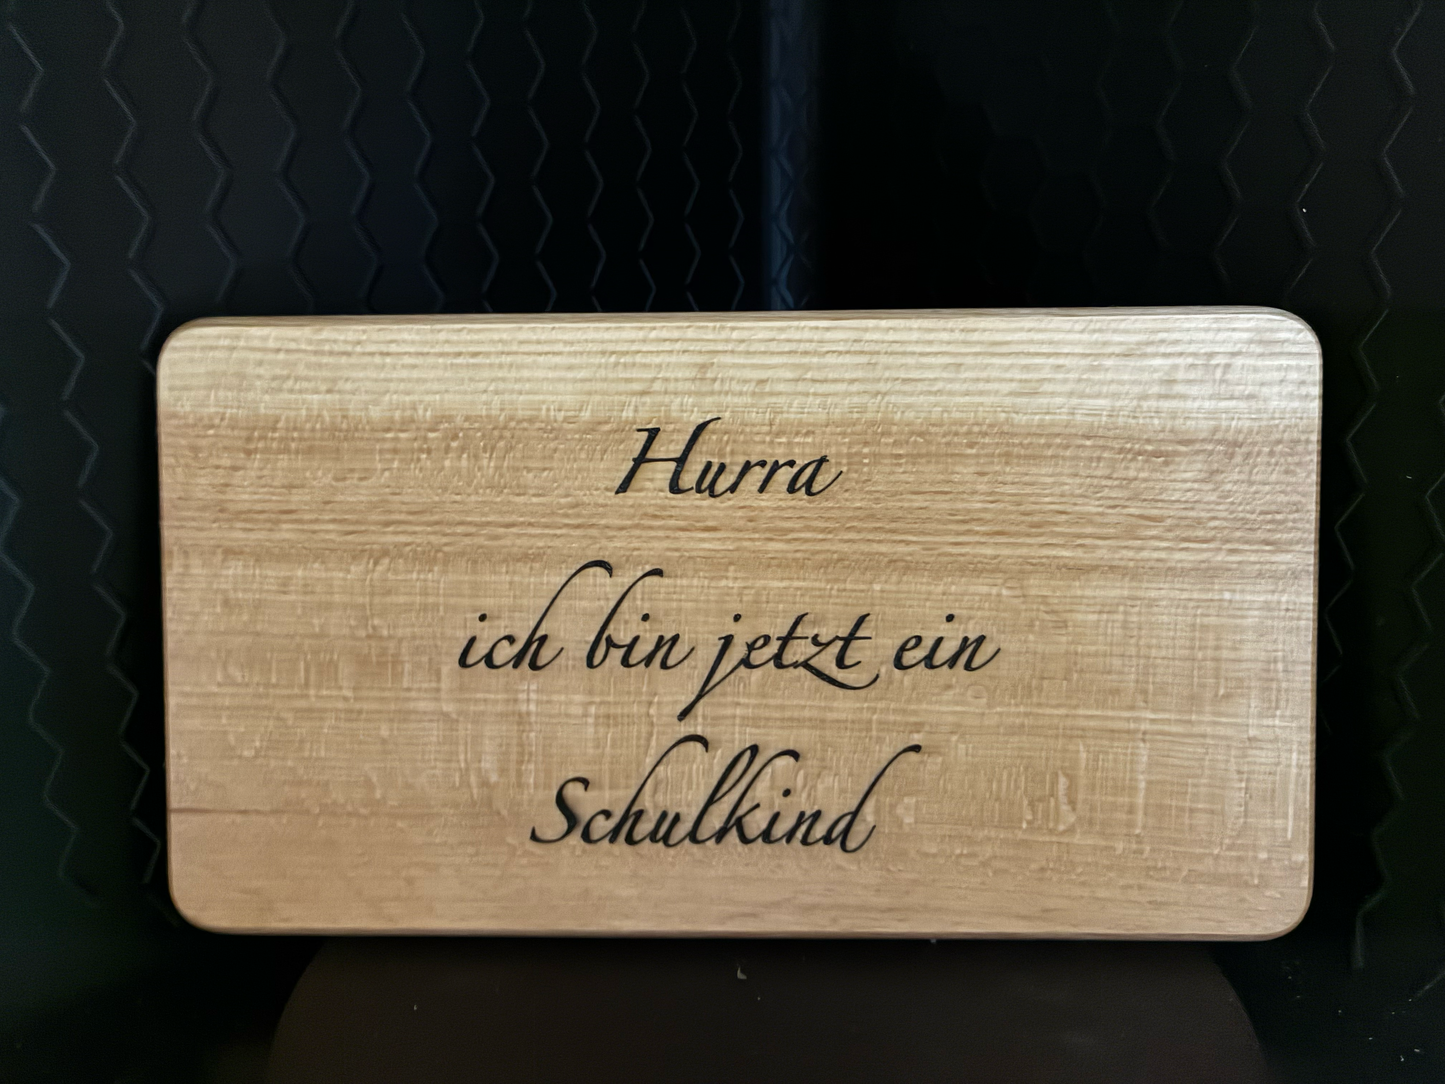 Hurra
ich bin jetzt ein
Schulkind